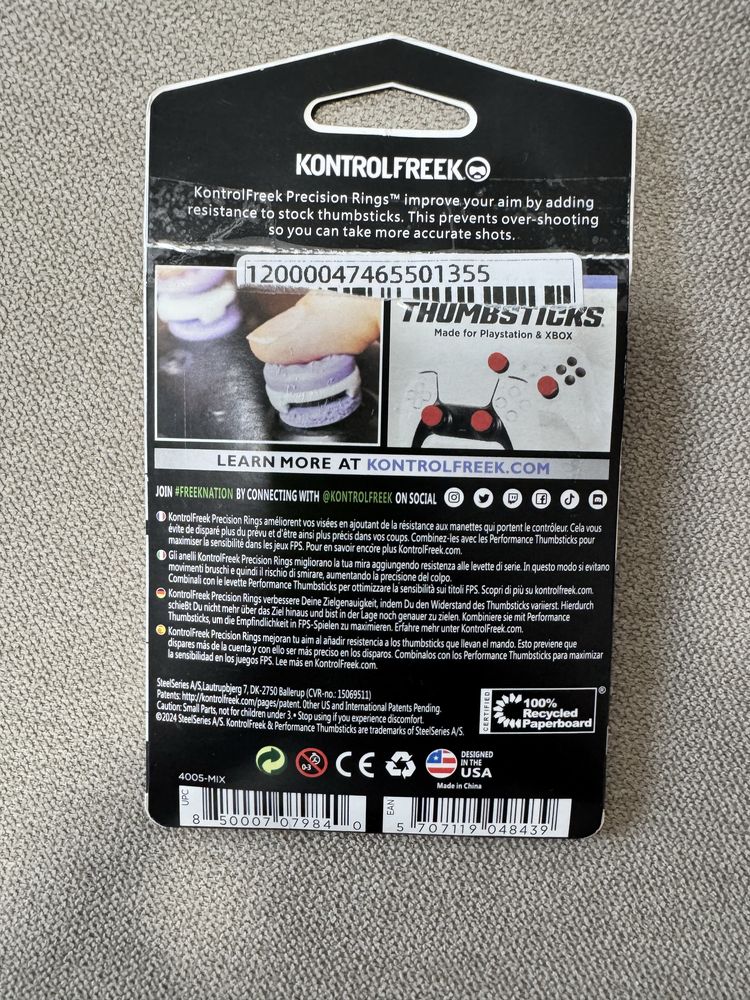 KONTROLFREEK
KontrolFreek Precision Rings™ improve your aim by adding
resistance to stock thumbsticks. This prevents over-shooting
so you can take more accurate shots.
12000047465501355
THUMBSTICKS
Made for Playstation & XBOX
LEARN MORE AT KONTROLFREEK.COM
JOIN #FREEKNATION BY CONNECTING WITH @KONTROLFREEK ON SOCIAL
KontrolFreek Precision Rings améliorent vos visées en ajoutant de la résistance aux manettes qui portent le contrôleur. Cela vous
évite de disparé plus du prévu et d'être ainsi plus précis dans vos coups. Combinez-les avec les Performance Thumbsticks pour
maximiser la sensibilité dans les jeux FPS. Pour en savoir encore plus KontrolFreek.com.
Gli anelli KontrolFreek Precision Rings migliorano la tua mira aggiungendo resistenza alle levette di serie. In questo modo si evitano
movimenti bruschi e quindi il rischio di smirare, aumentando la precisione del colpo.
Combinali con le levette Performance Thumbsticks per ottimizzare la sensibilità sui titoli FPS. Scopri di più su kontrolfreek.com.
KontrolFreek Precision Rings verbessere Deine Zielgenauigkeit, indem Du den Widerstand des Thumbsticks variierst. Hierdurch
schießt Du nicht mehr über das Ziel hinaus und bist in der Lage noch genauer zu zielen. Kombiniere sie mit Performance
Thumbsticks, um die Empfindlichkeit in FPS-Spielen zu maximieren. Erfahre mehr unter KontrolFreek.com.
KontrolFreek Precision Rings mejoran tu aim al añadir resistencia a los thumbsticks que llevan el mando. Esto previene que
dispares más de la cuenta y con ello ser más preciso en los disparos. Combinalos con los Performance Thumbsticks para maximizar
la sensibilidad en los juegos FPS. Lee más en KontrolFreek.com.
SteelSeries A/S,Lautrupbjerg 7, DK-2750 Ballerup (CVR-no.: 15069511)
Patents: http://kontrolfreek.com/pages/patent. Other US and International Patents Pending.
Caution: Small Parts, not for children under 3. • Stop using if you experience discomfort.
©2024 SteelSeries A/S. KontrolFreek & Performance Thumbsticks are trademarks of SteelSeries A/S.
CERTIFIED
100%
Recycled
Paperboard
®
0-3
CE
DESIGNED
IN THE
USA
Made in China
4005-MIX
UPC
8 50007 07984 0
EAN
5 707119 048439